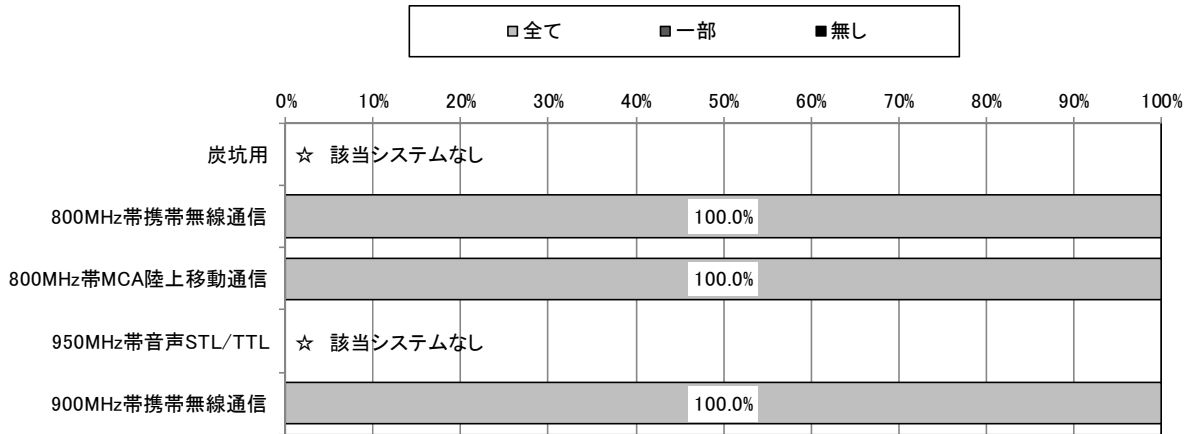 全て 一部 無し
0% 10% 20% 30% 40% 50% 60% 70% 80% 90% 100%
炭坑用 ☆ 該当システムなし
800MHz帯携帯無線通信 100.0%
800MHz帯MCA陸上移動通信 100.0%
950MHz帯音声STL/TTL ☆ 該当システムなし
900MHz帯携帯無線通信 100.0%